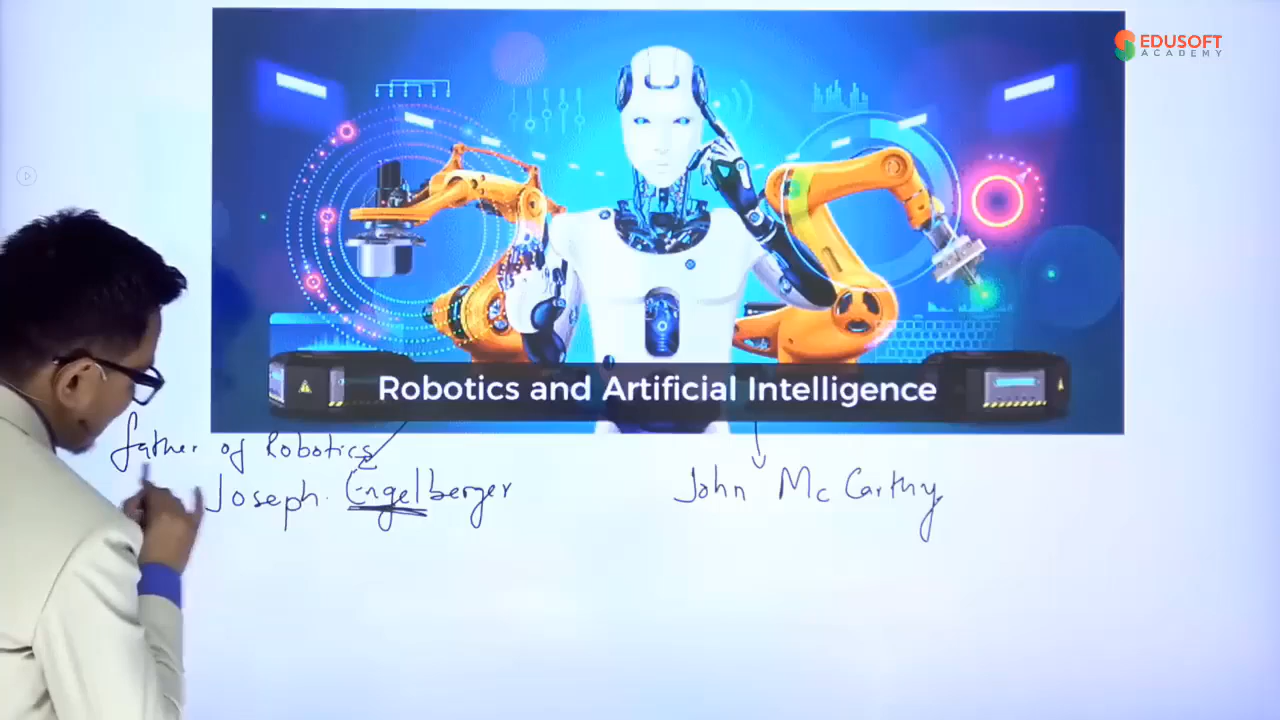 EDUSOFT
ACADEMY
Robotics and Artificial Intelligence
father of Robotics
Joseph. Engelberger
John McCarthy